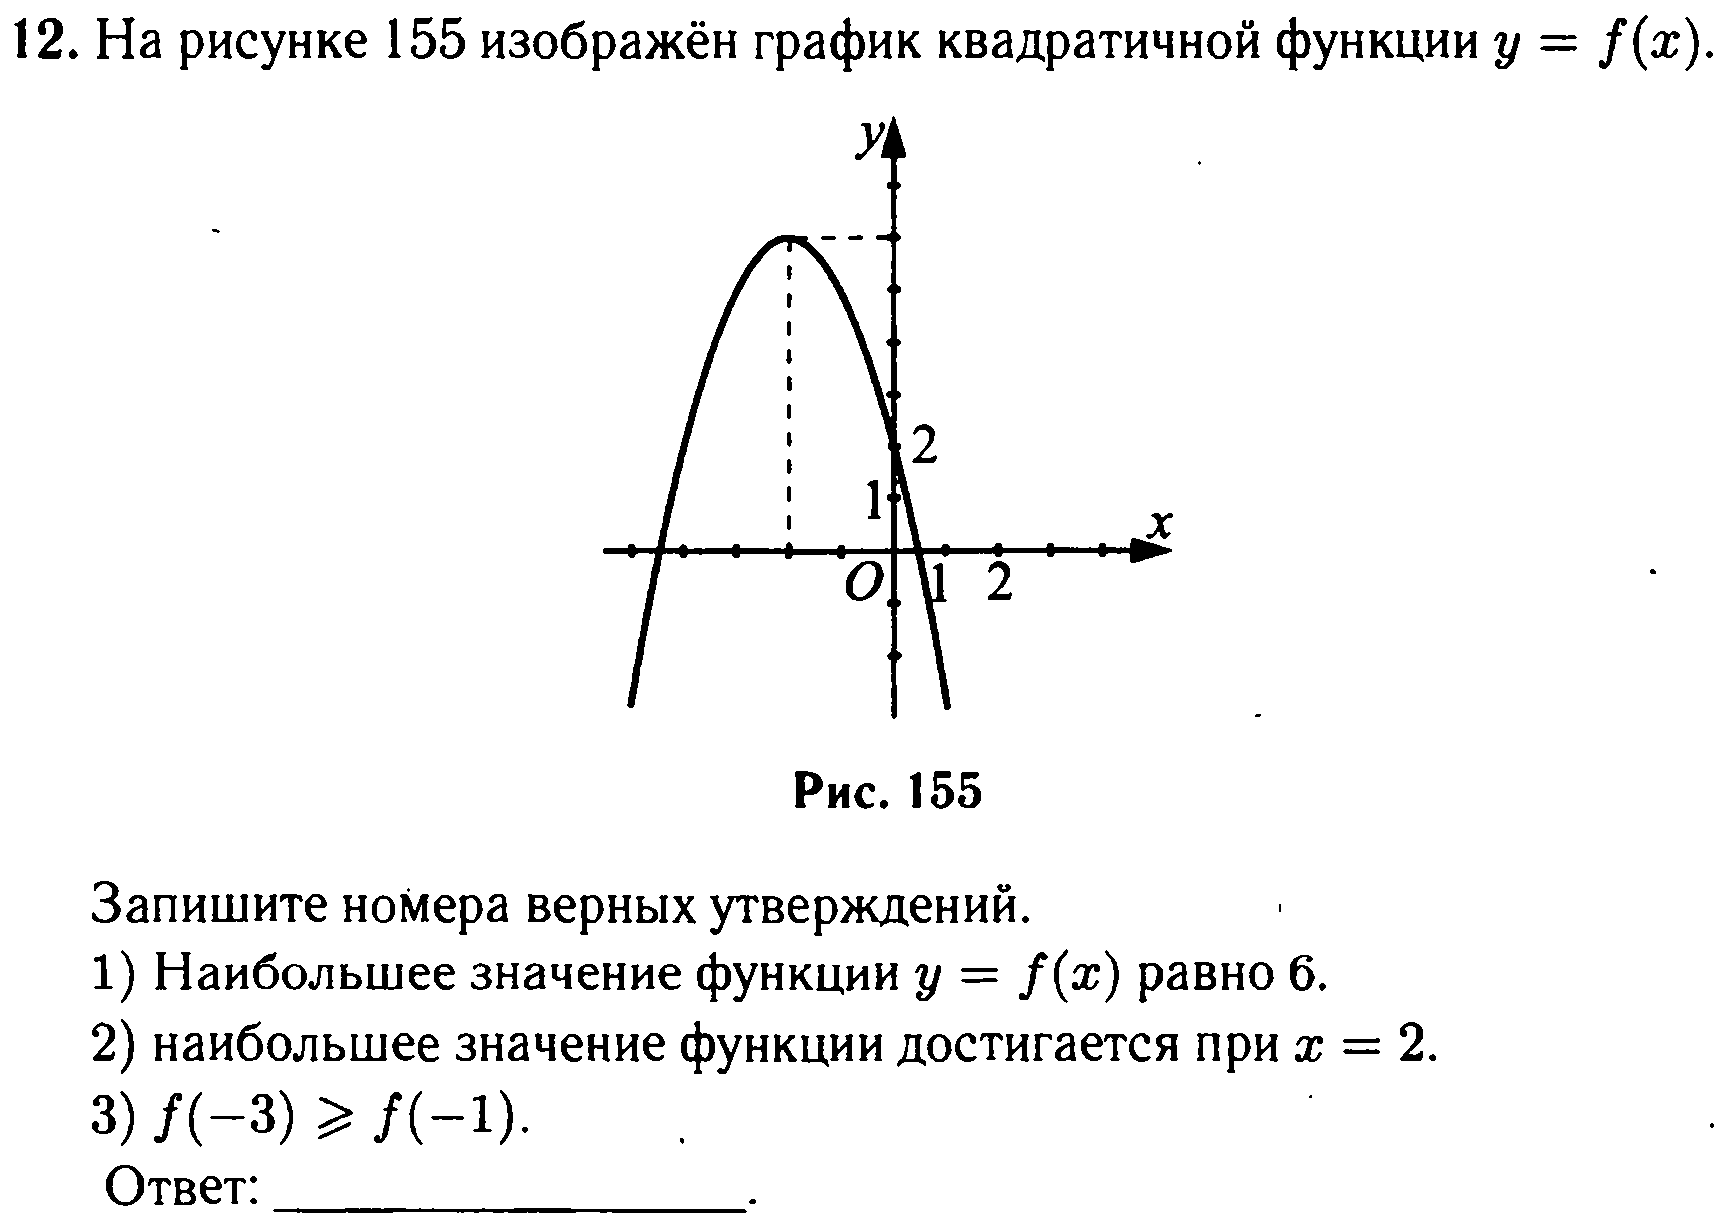 12. На рисунке 155 изображён график квадратичной функции y = f(x).
y
2
1
x
O
1
2
Рис. 155
Запишите номера верных утверждений.
1) Наибольшее значение функции y = f(x) равно 6.
2) наибольшее значение функции достигается при x = 2.
3) f(−3) ⩾ f(−1).
Ответ: ____________.